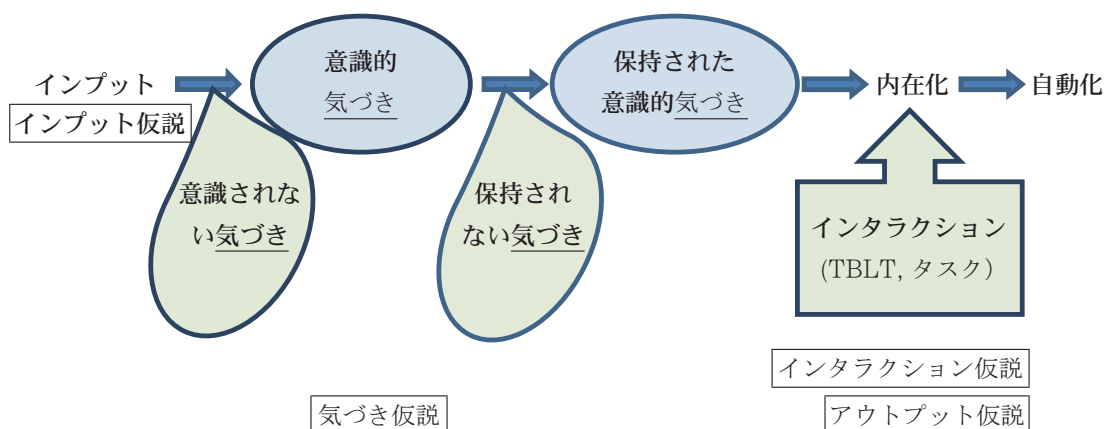 インプット
インプット仮説
意識的
気づき
保持された
意識的気づき
内在化
自動化
意識されな
い気づき
保持され
ない気づき
インタラクション
(TBLT, タスク)
インタラクション仮説
気づき仮説
アウトプット仮説